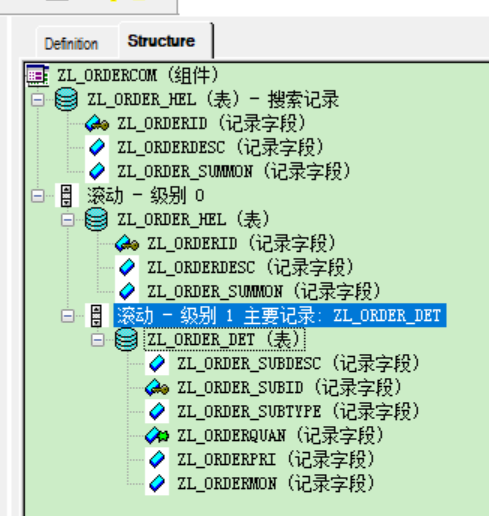 Definition Structure
ZL_ORDERCOM (组件)
ZL_ORDER_HEL (表) - 搜索记录
ZL_ORDERID (记录字段)
ZL_ORDERDESC (记录字段)
ZL_ORDER_SUMMON (记录字段)
滚动 - 级别 0
ZL_ORDER_HEL (表)
ZL_ORDERID (记录字段)
ZL_ORDERDESC (记录字段)
ZL_ORDER_SUMMON (记录字段)
滚动 - 级别 1 主要记录: ZL_ORDER_DET
ZL_ORDER_DET (表)
ZL_ORDER_SUBDESC (记录字段)
ZL_ORDER_SUBID (记录字段)
ZL_ORDER_SUBTYPE (记录字段)
ZL_ORDERQUAN (记录字段)
ZL_ORDERPRI (记录字段)
ZL_ORDERMON (记录字段)